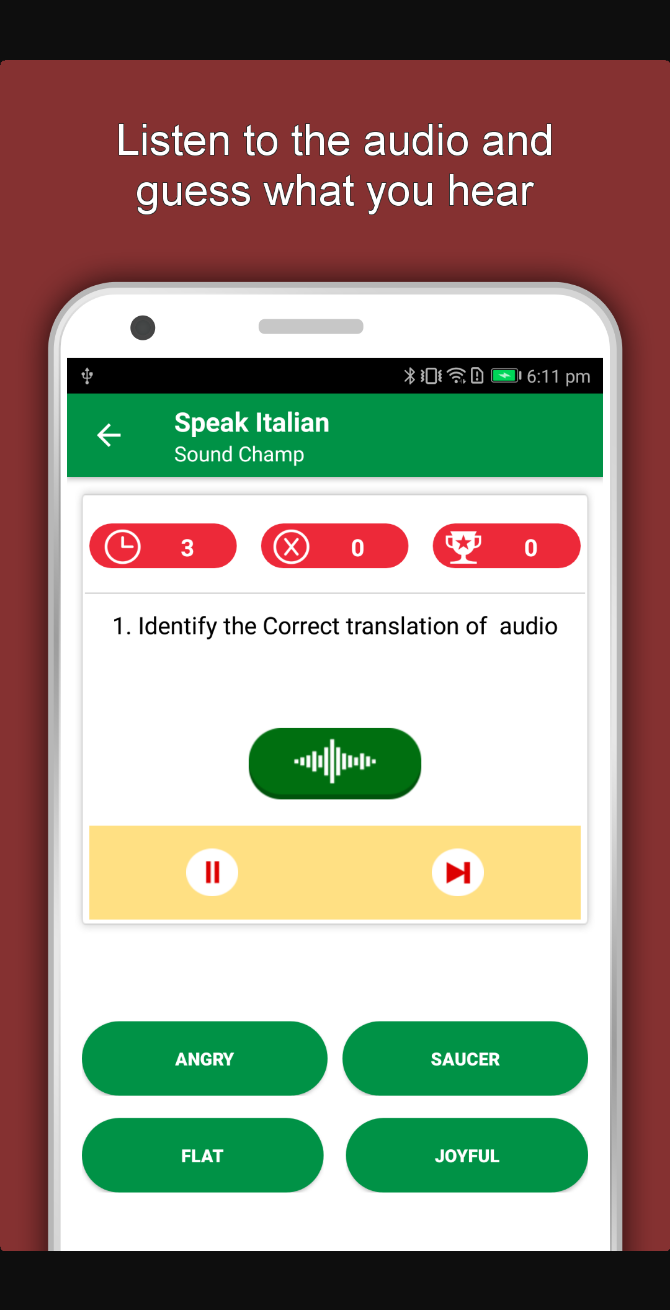 Listen to the audio and
guess what you hear
6:11 pm
Speak Italian
Sound Champ
3 0 0
1. Identify the Correct translation of  audio
ANGRY SAUCER
FLAT JOYFUL